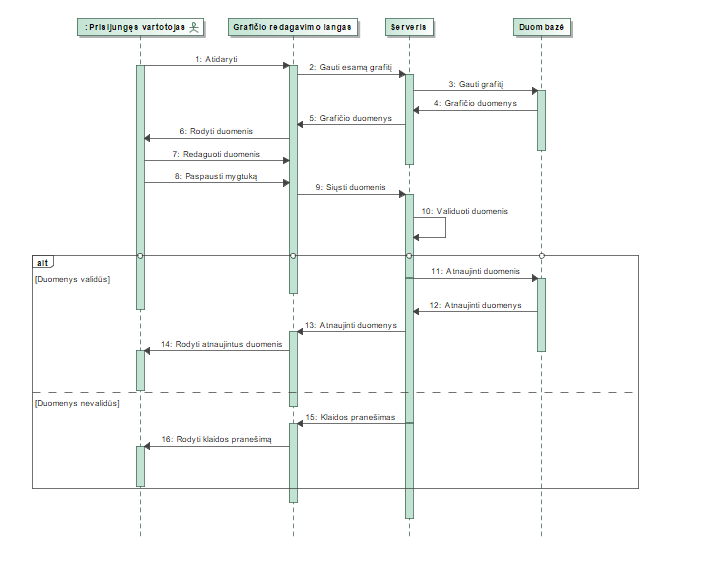 : Prisijungęs vartotojas
Grafičio redagavimo langas
Serveris
Duombazė
1: Atidaryti
2: Gauti esamą grafitį
3: Gauti grafitį
4: Grafičio duomenys
5: Grafičio duomenys
6: Rodyti duomenis
7: Redaguoti duomenis
8: Paspausti mygtuką
9: Siųsti duomenis
10: Validuoti duomenis
alt
[Duomenys validūs]
11: Atnaujinti duomenis
12: Atnaujinti duomenys
13: Atnaujinti duomenys
14: Rodyti atnaujintus duomenis
[Duomenys nevalidūs]
15: Klaidos pranešimas
16: Rodyti klaidos pranešimą